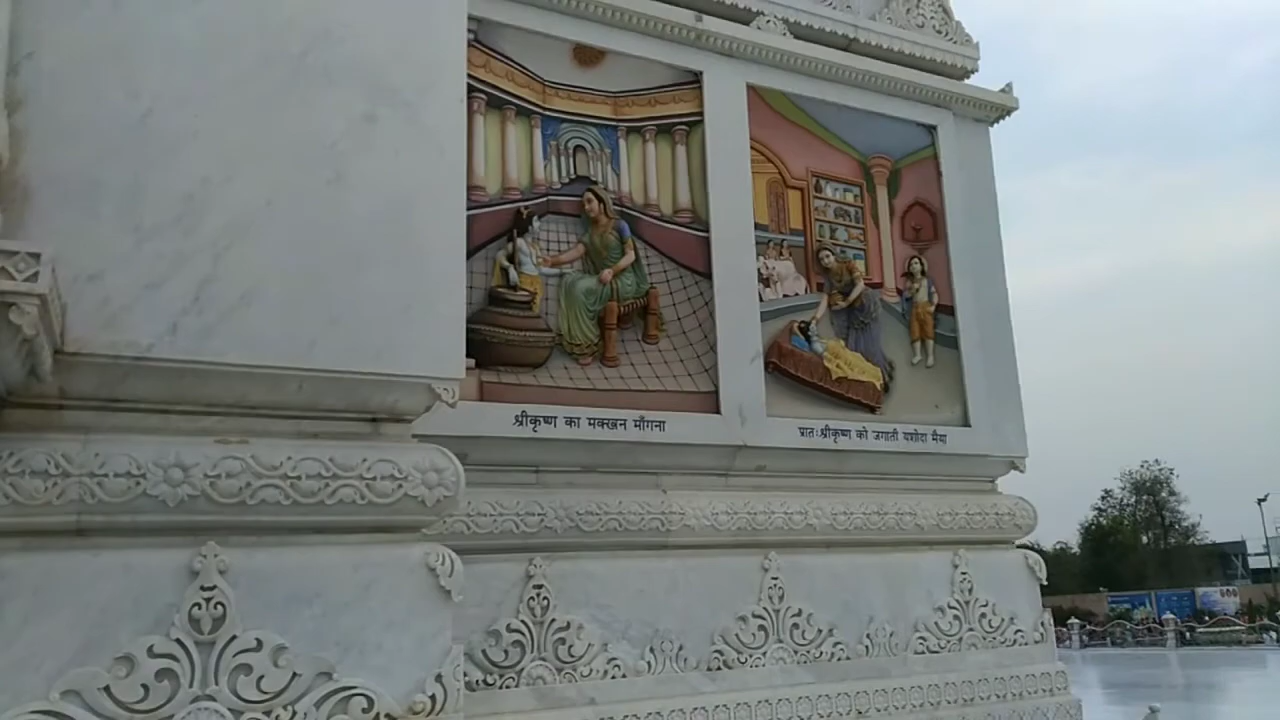 श्रीकृष्ण का मक्खन माँगना
प्रातःश्रीकृष्ण को जगाती यशोदा मैया